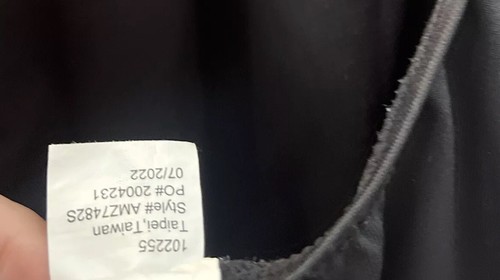 102255
Taipei,Taiwan
Style# AMZ7482S
PO# 2004231
07/2022